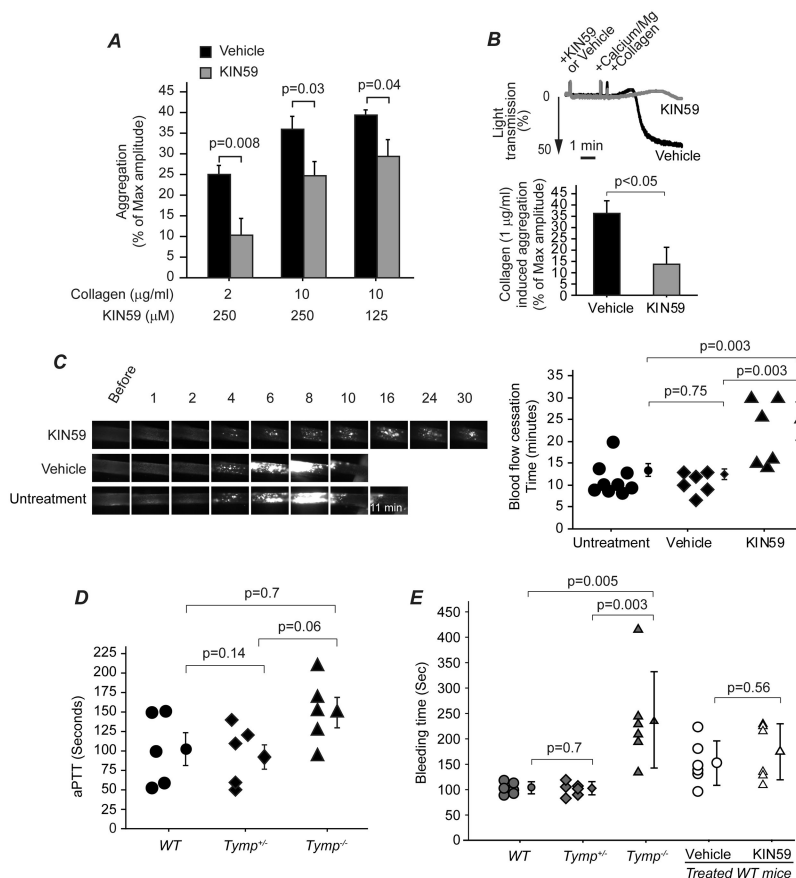 A
Vehicle
KIN59
p=0.008
p=0.03
p=0.04
Aggregation
(% of Max amplitude)
45
40
35
30
25
20
15
10
5
0
Collagen (μg/ml) 2 10 10
KIN59 (μM) 250 250 125
B
+KIN59
or Vehicle
+Calcium/Mg
+Collagen
Light
transmission
(%)
0
50
1 min
KIN59
Vehicle
p<0.05
Collagen (1 μg/ml)
induced aggregation
(% of Max amplitude)
45
40
35
30
25
20
15
10
5
0
Vehicle KIN59
C
Before 1 2 4 6 8 10 16 24 30
KIN59
Vehicle
Untreatment
11 min
p=0.003
p=0.003
p=0.75
Blood flow cessation
Time (minutes)
35
30
25
20
15
10
5
0
Untreatment Vehicle KIN59
D
p=0.7
p=0.06
p=0.14
aPTT (Seconds)
225
200
175
150
125
100
75
50
25
0
WT Tymp+/- Tymp-/-
E
p=0.005
p=0.003
p=0.56
p=0.7
Bleeding time (Sec)
450
400
350
300
250
200
150
100
50
0
WT Tymp+/- Tymp-/- Vehicle KIN59
Treated WT mice